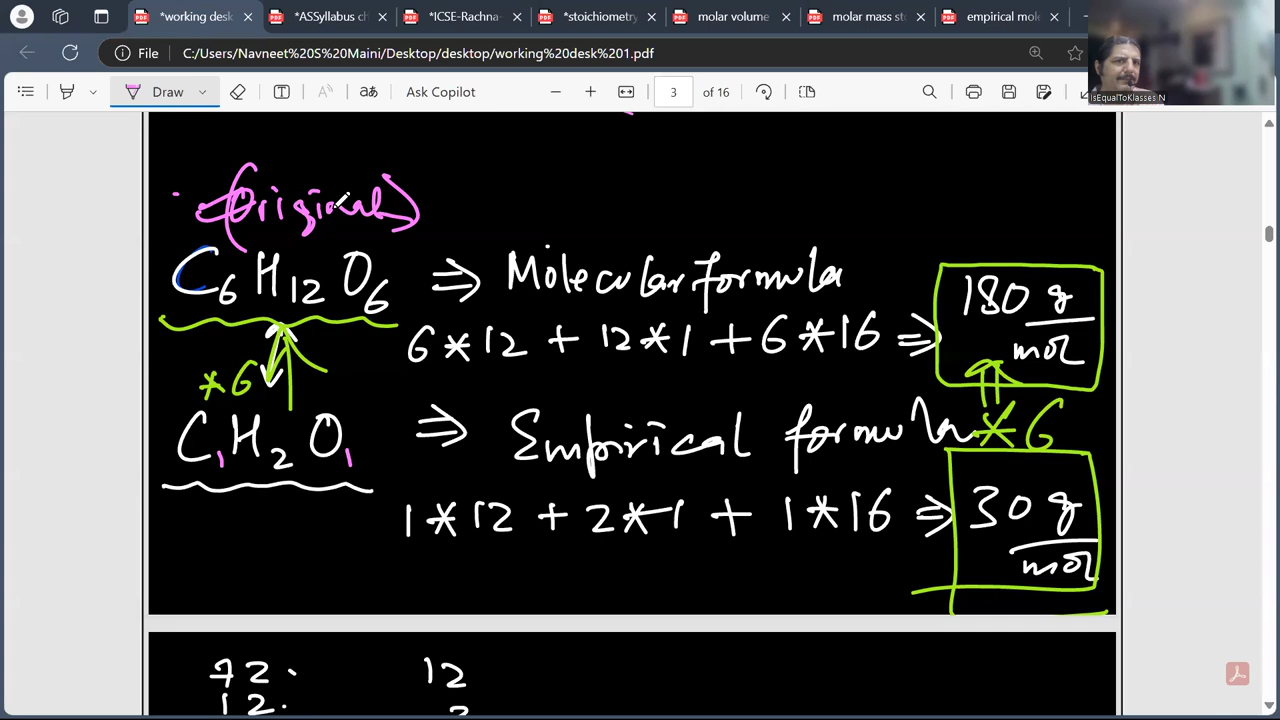 *working desk
*ASSyllabus ch
*ICSE-Rachna
*stoichiometry
molar volume
molar mass stu
empirical mole
File
C:/Users/Navneet%20S%20Maini/Desktop/desktop/working%20desk%201.pdf
Draw
Ask Copilot
3 of 16
IsEqualToKlasses N
(Original)
C6H12O6 ⇒ Molecular formula
6*12 + 12*1 + 6*16 ⇒ 180 g/mol
*6
*6
C1H2O1 ⇒ Empirical formula
1*12 + 2*1 + 1*16 ⇒ 30 g/mol
72. 12
12.